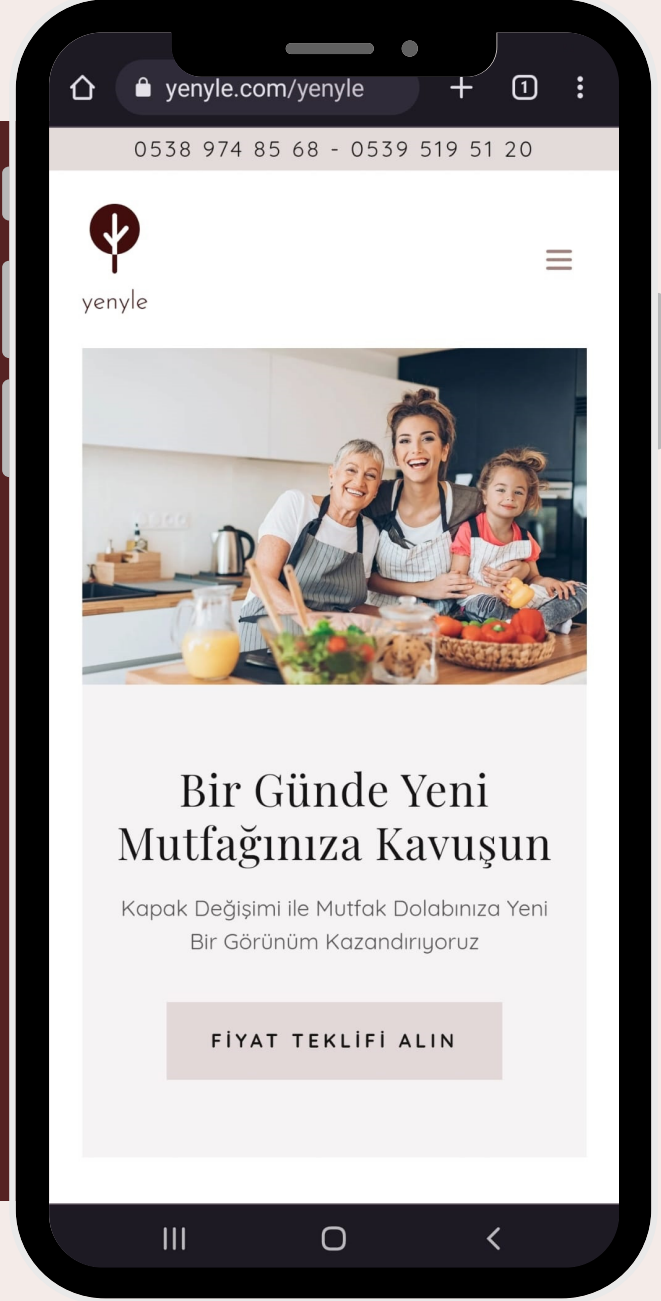 yenyle.com/yenyle
1
0538 974 85 68 - 0539 519 51 20
yenyle
Bir Günde Yeni
Mutfağınıza Kavuşun
Kapak Değişimi ile Mutfak Dolabınıza Yeni
Bir Görünüm Kazandırıyoruz
FİYAT TEKLİFİ ALIN